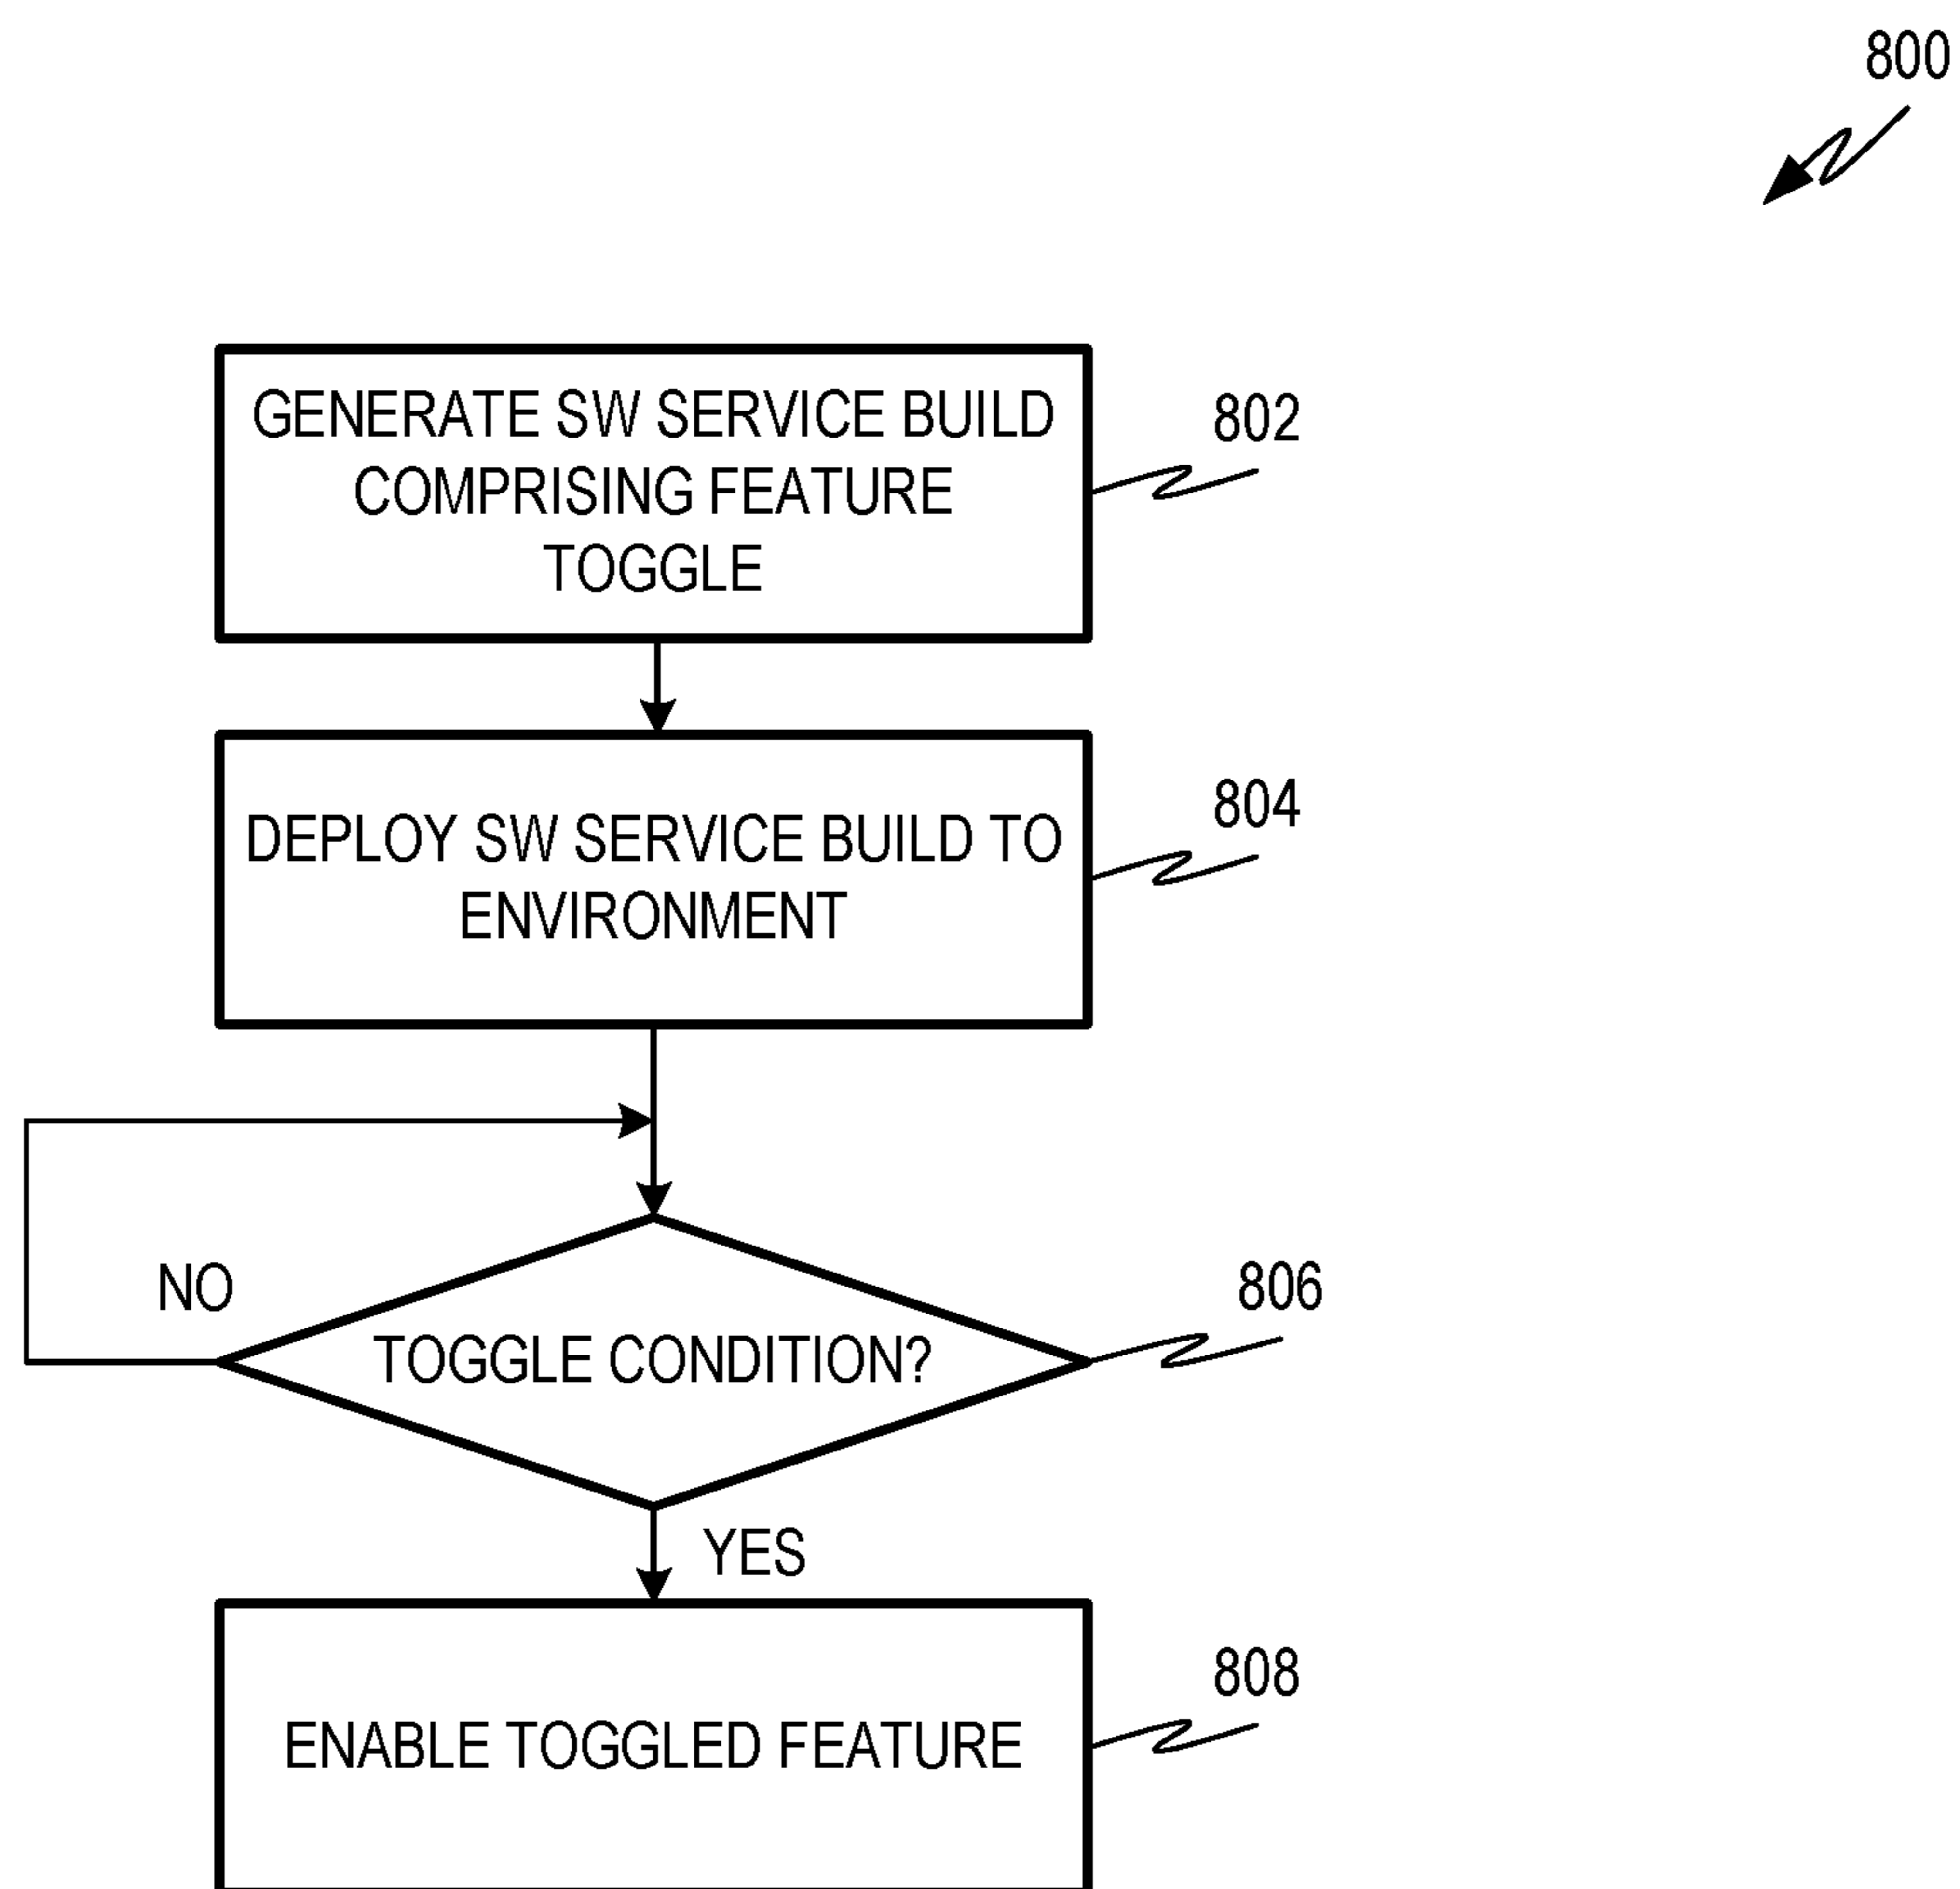 800
GENERATE SW SERVICE BUILD
COMPRISING FEATURE
TOGGLE
802
DEPLOY SW SERVICE BUILD TO
ENVIRONMENT
804
NO
TOGGLE CONDITION?
806
YES
ENABLE TOGGLED FEATURE
808